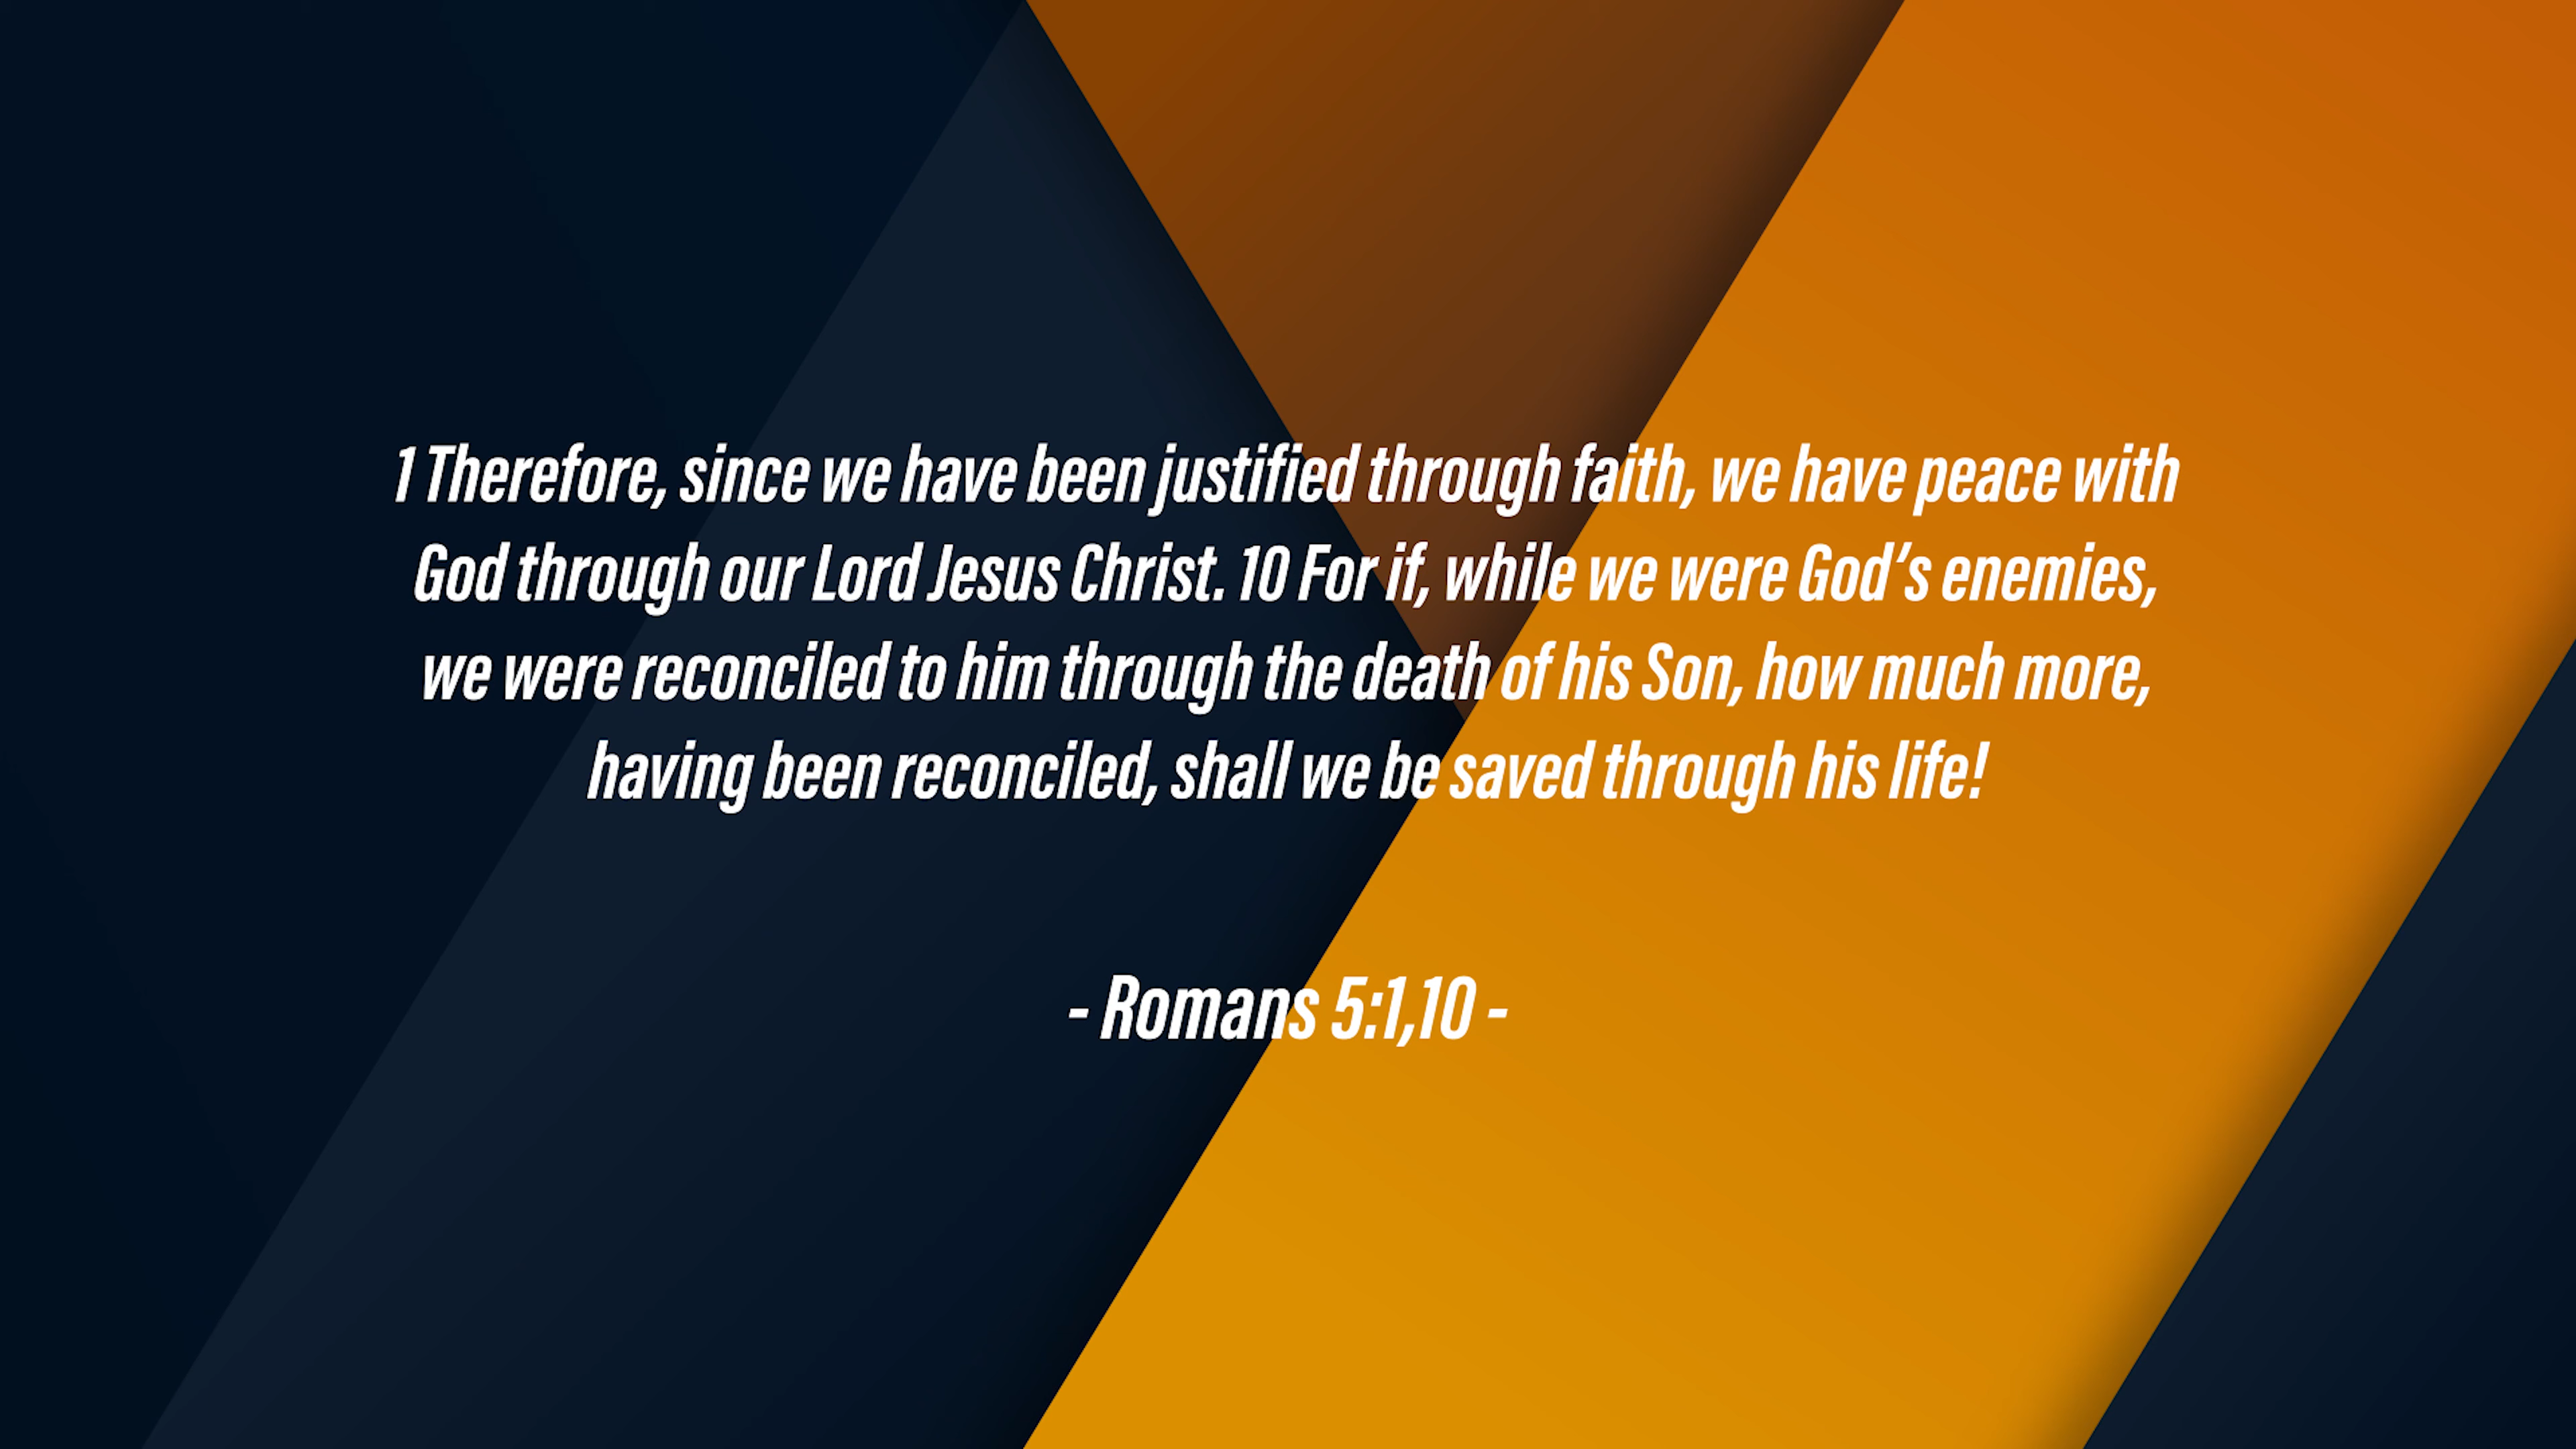 1 Therefore, since we have been justified through faith, we have peace with
God through our Lord Jesus Christ. 10 For if, while we were God’s enemies,
we were reconciled to him through the death of his Son, how much more,
having been reconciled, shall we be saved through his life!
- Romans 5:1,10 -